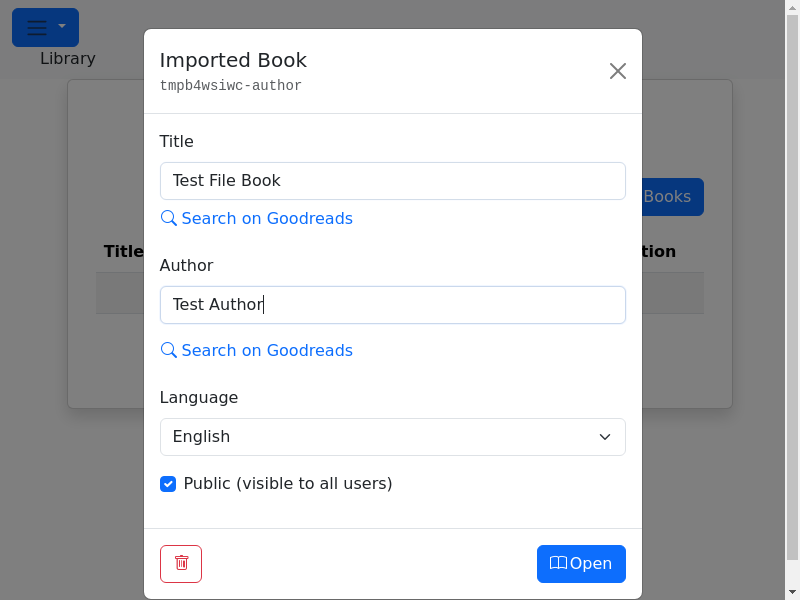 Library
Imported Book
tmpb4wsiwc-author
Title
Test File Book
Search on Goodreads
Author
Test Author
Search on Goodreads
Language
English
Public (visible to all users)
Open
Books
Title